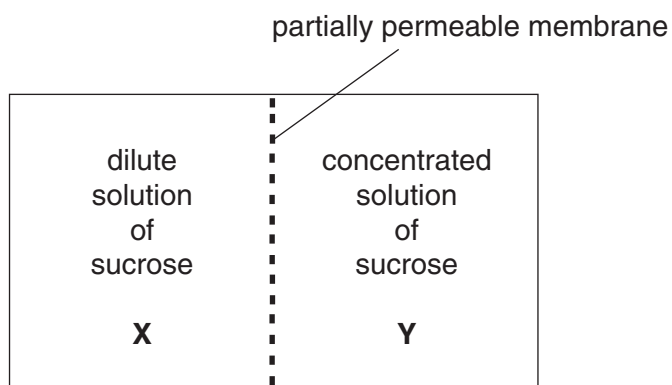 partially permeable membrane
dilute
solution
of
sucrose
X
concentrated
solution
of
sucrose
Y